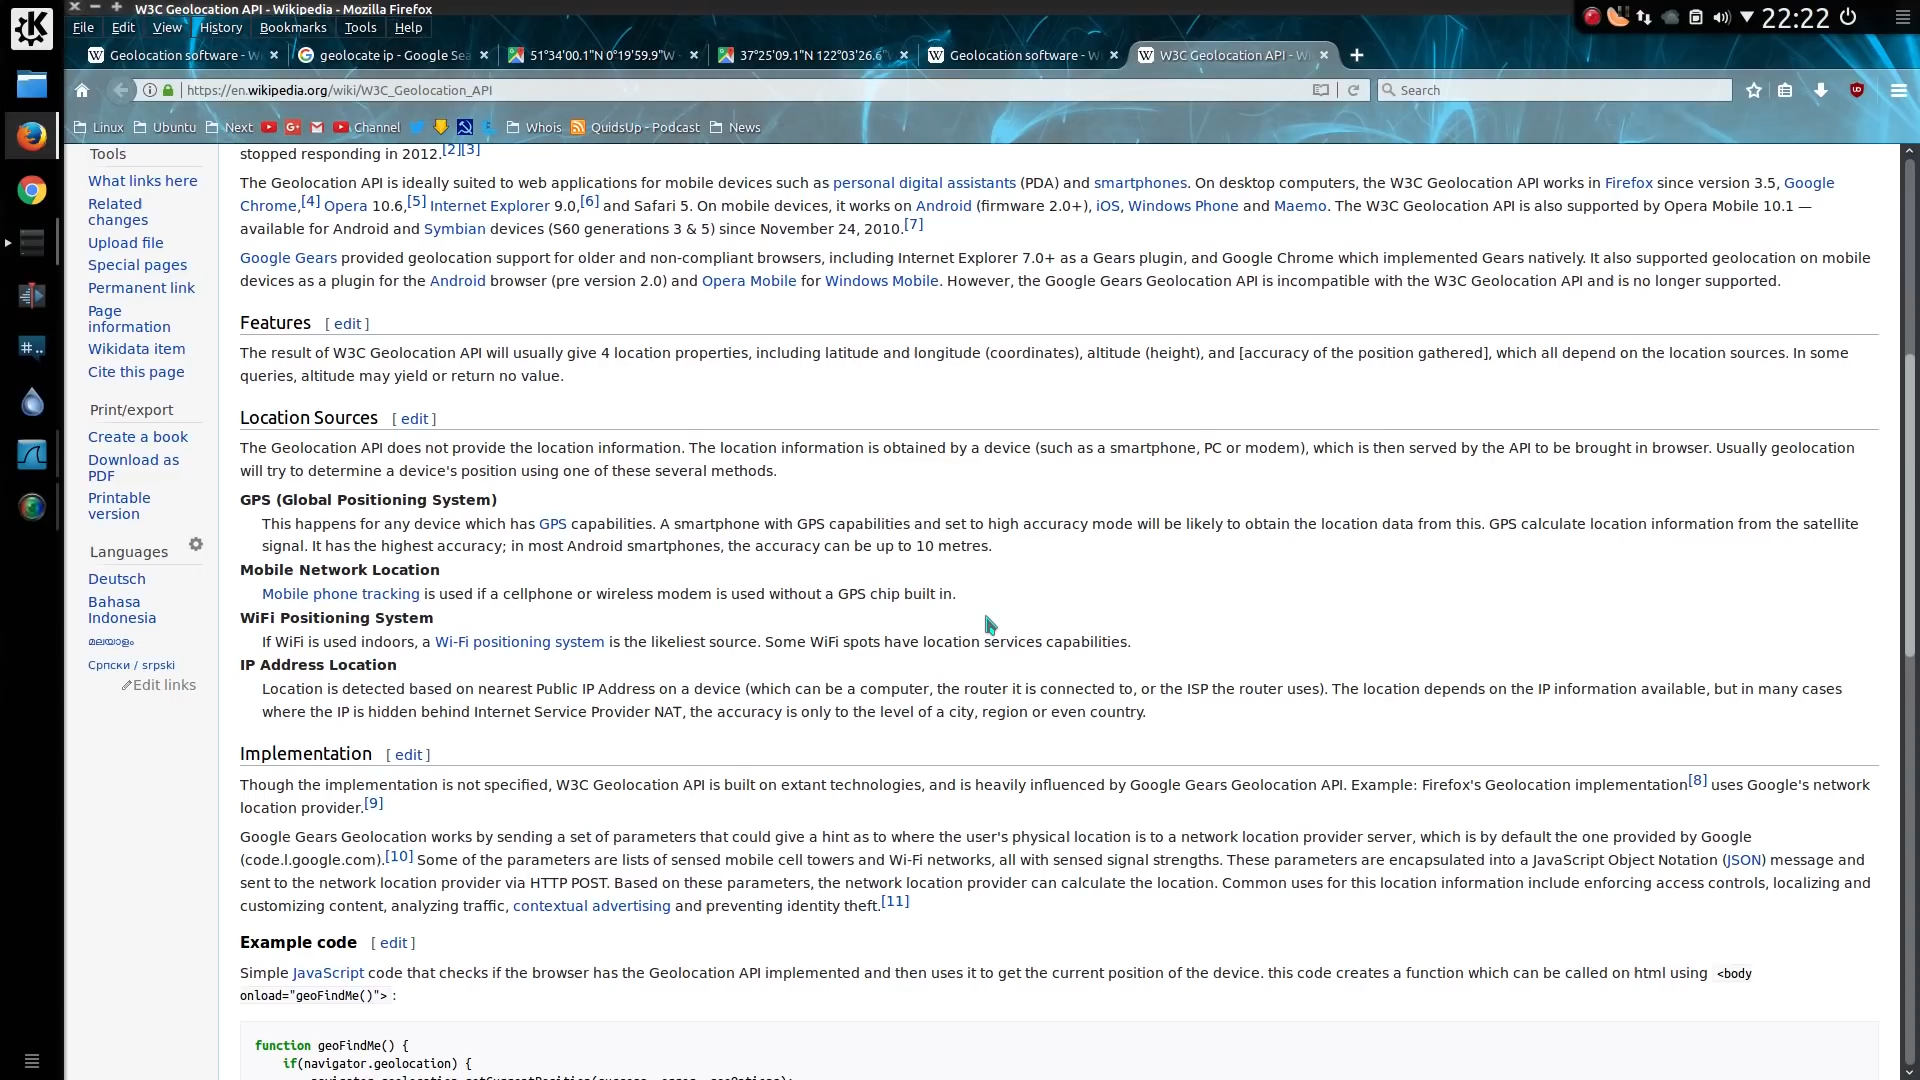 W3C Geolocation API - Wikipedia - Mozilla Firefox
File Edit View History Bookmarks Tools Help
22:22
Geolocation software - Wi
geolocate ip - Google Sea
51°34'00.1"N 0°19'59.9"W
37°25'09.1"N 122°03'26.6"
Geolocation software - Wi
W3C Geolocation API - Wi
https://en.wikipedia.org/wiki/W3C_Geolocation_API
Search
Linux Ubuntu Next Channel Whois QuidsUp - Podcast News
Tools
What links here
Related
changes
Upload file
Special pages
Permanent link
Page
information
Wikidata item
Cite this page
Print/export
Create a book
Download as
PDF
Printable
version
Languages
Deutsch
Bahasa
Indonesia
മലയാളം
Српски / srpski
Edit links
stopped responding in 2012.[2][3]
The Geolocation API is ideally suited to web applications for mobile devices such as personal digital assistants (PDA) and smartphones. On desktop computers, the W3C Geolocation API works in Firefox since version 3.5, Google
Chrome,[4] Opera 10.6,[5] Internet Explorer 9.0,[6] and Safari 5. On mobile devices, it works on Android (firmware 2.0+), iOS, Windows Phone and Maemo. The W3C Geolocation API is also supported by Opera Mobile 10.1 —
available for Android and Symbian devices (S60 generations 3 & 5) since November 24, 2010.[7]
Google Gears provided geolocation support for older and non-compliant browsers, including Internet Explorer 7.0+ as a Gears plugin, and Google Chrome which implemented Gears natively. It also supported geolocation on mobile
devices as a plugin for the Android browser (pre version 2.0) and Opera Mobile for Windows Mobile. However, the Google Gears Geolocation API is incompatible with the W3C Geolocation API and is no longer supported.
Features [ edit ]
The result of W3C Geolocation API will usually give 4 location properties, including latitude and longitude (coordinates), altitude (height), and [accuracy of the position gathered], which all depend on the location sources. In some
queries, altitude may yield or return no value.
Location Sources [ edit ]
The Geolocation API does not provide the location information. The location information is obtained by a device (such as a smartphone, PC or modem), which is then served by the API to be brought in browser. Usually geolocation
will try to determine a device's position using one of these several methods.
GPS (Global Positioning System)
This happens for any device which has GPS capabilities. A smartphone with GPS capabilities and set to high accuracy mode will be likely to obtain the location data from this. GPS calculate location information from the satellite
signal. It has the highest accuracy; in most Android smartphones, the accuracy can be up to 10 metres.
Mobile Network Location
Mobile phone tracking is used if a cellphone or wireless modem is used without a GPS chip built in.
WiFi Positioning System
If WiFi is used indoors, a Wi-Fi positioning system is the likeliest source. Some WiFi spots have location services capabilities.
IP Address Location
Location is detected based on nearest Public IP Address on a device (which can be a computer, the router it is connected to, or the ISP the router uses). The location depends on the IP information available, but in many cases
where the IP is hidden behind Internet Service Provider NAT, the accuracy is only to the level of a city, region or even country.
Implementation [ edit ]
Though the implementation is not specified, W3C Geolocation API is built on extant technologies, and is heavily influenced by Google Gears Geolocation API. Example: Firefox's Geolocation implementation[8] uses Google's network
location provider.[9]
Google Gears Geolocation works by sending a set of parameters that could give a hint as to where the user's physical location is to a network location provider server, which is by default the one provided by Google
(code.l.google.com).[10] Some of the parameters are lists of sensed mobile cell towers and Wi-Fi networks, all with sensed signal strengths. These parameters are encapsulated into a JavaScript Object Notation (JSON) message and
sent to the network location provider via HTTP POST. Based on these parameters, the network location provider can calculate the location. Common uses for this location information include enforcing access controls, localizing and
customizing content, analyzing traffic, contextual advertising and preventing identity theft.[11]
Example code [ edit ]
Simple JavaScript code that checks if the browser has the Geolocation API implemented and then uses it to get the current position of the device. this code creates a function which can be called on html using <body
onload="geoFindMe()"> :
function geoFindMe() {
if(navigator.geolocation) {